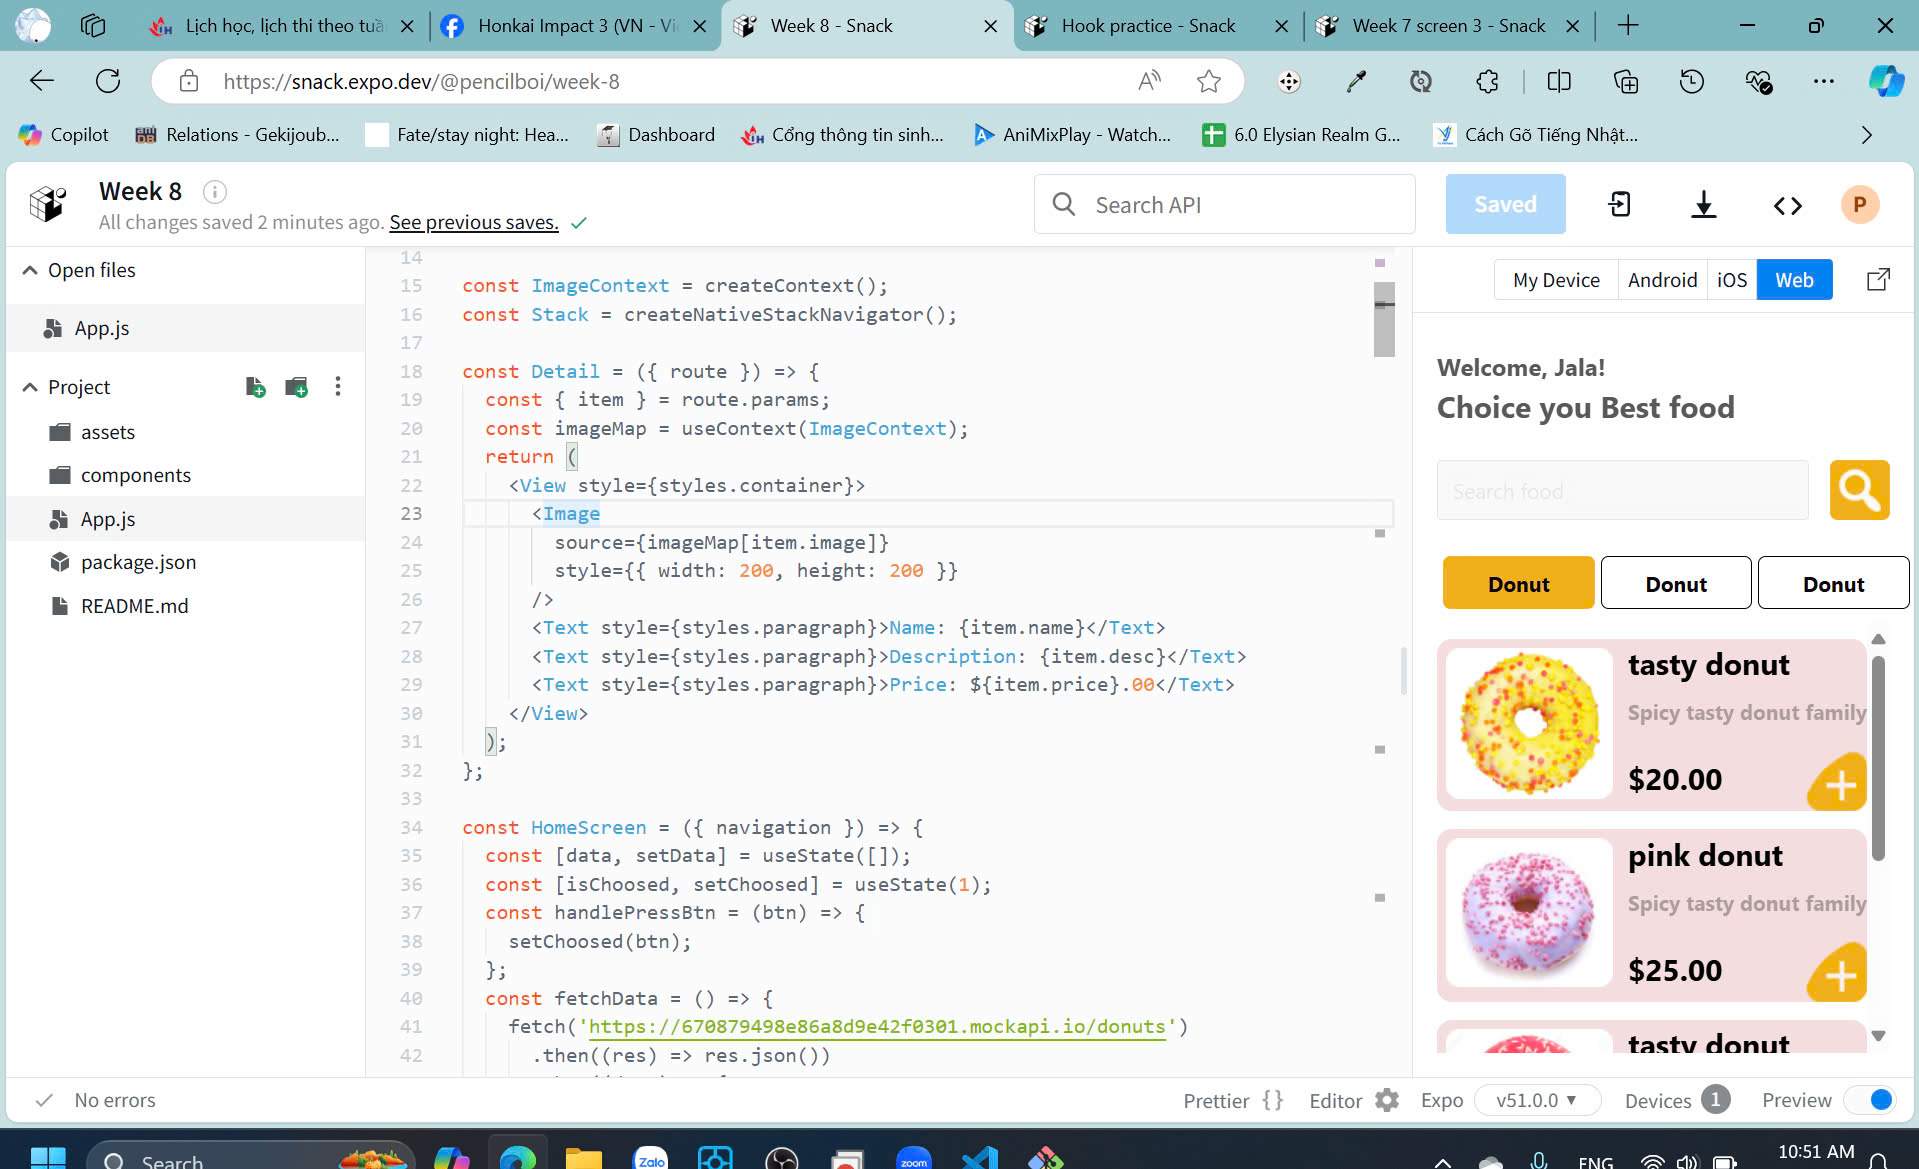 Lịch học, lịch thi theo tuầ
Honkai Impact 3 (VN - Vi
Week 8 - Snack
Hook practice - Snack
Week 7 screen 3 - Snack
https://snack.expo.dev/@pencilboi/week-8
Copilot
Relations - Gekijoub...
Fate/stay night: Hea...
Dashboard
Cổng thông tin sinh...
AniMixPlay - Watch...
6.0 Elysian Realm G...
Cách Gõ Tiếng Nhật...
Week 8
All changes saved 2 minutes ago. See previous saves.
Search API
Saved
P
Open files
App.js
Project
assets
components
App.js
package.json
README.md
14
15 const ImageContext = createContext();
16 const Stack = createNativeStackNavigator();
17
18 const Detail = ({ route }) => {
19 const { item } = route.params;
20 const imageMap = useContext(ImageContext);
21 return (
22 <View style={styles.container}>
23 <Image
24 source={imageMap[item.image]}
25 style={{ width: 200, height: 200 }}
26 />
27 <Text style={styles.paragraph}>Name: {item.name}</Text>
28 <Text style={styles.paragraph}>Description: {item.desc}</Text>
29 <Text style={styles.paragraph}>Price: ${item.price}.00</Text>
30 </View>
31 );
32 };
33
34 const HomeScreen = ({ navigation }) => {
35 const [data, setData] = useState([]);
36 const [isChoosed, setChoosed] = useState(1);
37 const handlePressBtn = (btn) => {
38 setChoosed(btn);
39 };
40 const fetchData = () => {
41 fetch('https://670879498e86a8d9e42f0301.mockapi.io/donuts')
42 .then((res) => res.json())
My Device
Android
iOS
Web
Welcome, Jala!
Choice you Best food
Search food
Donut
Donut
Donut
tasty donut
Spicy tasty donut family
$20.00
pink donut
Spicy tasty donut family
$25.00
tasty donut
No errors
Prettier {}
Editor
Expo
v51.0.0
Devices 1
Preview
Search
Zalo
zoom
ENG
10:51 AM